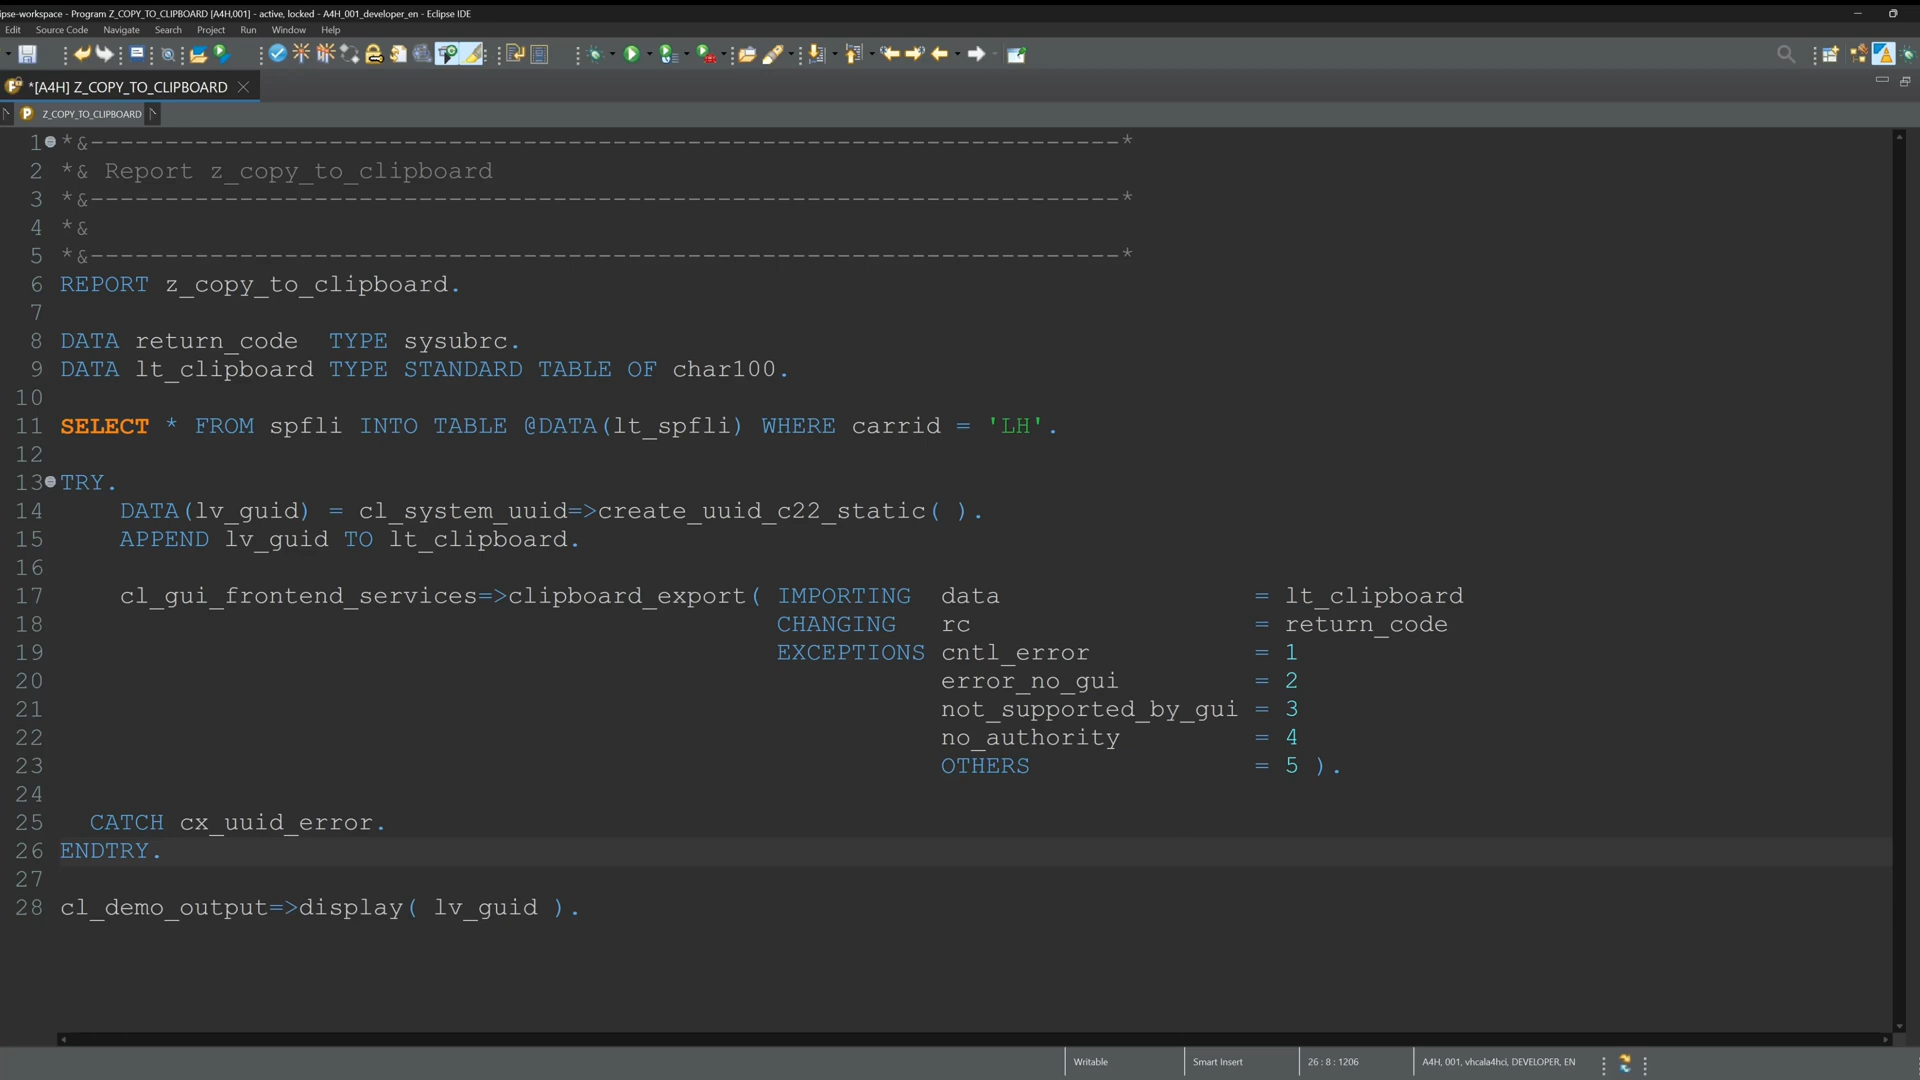 ipse-workspace - Program Z_COPY_TO_CLIPBOARD [A4H,001] - active, locked - A4H_001_developer_en - Eclipse IDE
Edit Source Code Navigate Search Project Run Window Help
*[A4H] Z_COPY_TO_CLIPBOARD
Z_COPY_TO_CLIPBOARD
1 *&---------------------------------------------------------------------*
2 *& Report z_copy_to_clipboard
3 *&---------------------------------------------------------------------*
4 *&
5 *&---------------------------------------------------------------------*
6 REPORT z_copy_to_clipboard.
7
8 DATA return_code  TYPE sysubrc.
9 DATA lt_clipboard TYPE STANDARD TABLE OF char100.
10
11 SELECT * FROM spfli INTO TABLE @DATA(lt_spfli) WHERE carrid = 'LH'.
12
13 TRY.
14     DATA(lv_guid) = cl_system_uuid=>create_uuid_c22_static( ).
15     APPEND lv_guid TO lt_clipboard.
16
17     cl_gui_frontend_services=>clipboard_export( IMPORTING  data                 = lt_clipboard
18                                                 CHANGING   rc                   = return_code
19                                                 EXCEPTIONS cntl_error           = 1
20                                                            error_no_gui         = 2
21                                                            not_supported_by_gui = 3
22                                                            no_authority         = 4
23                                                            OTHERS               = 5 ).
24
25   CATCH cx_uuid_error.
26 ENDTRY.
27
28 cl_demo_output=>display( lv_guid ).
Writable Smart Insert 26 : 8 : 1206 A4H, 001, vhcala4hci, DEVELOPER, EN